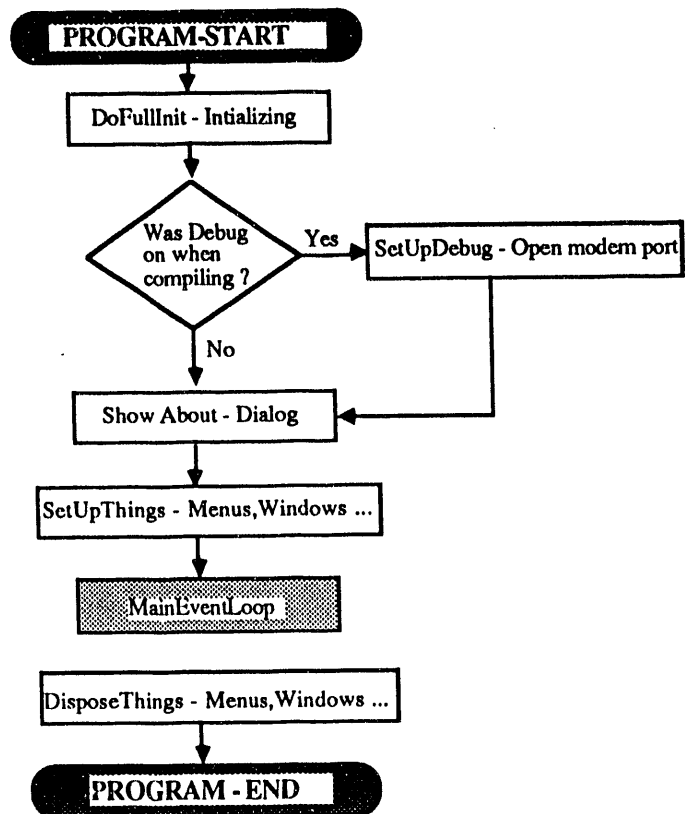 PROGRAM-START
DoFullInit - Intializing
Was Debug
on when
compiling ?
Yes
SetUpDebug - Open modem port
No
Show About - Dialog
SetUpThings - Menus,Windows ...
MainEventLoop
DisposeThings - Menus,Windows ...
PROGRAM - END